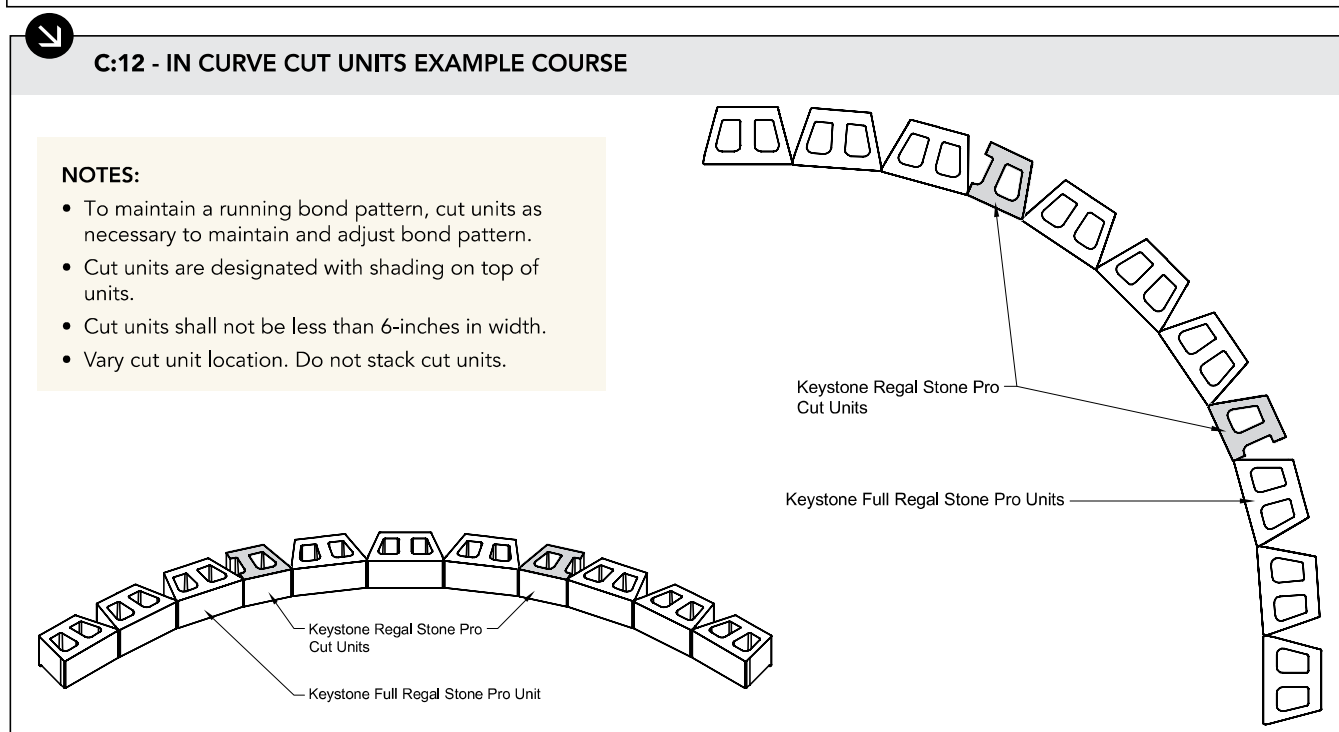 C:12 - IN CURVE CUT UNITS EXAMPLE COURSE
NOTES:
• To maintain a running bond pattern, cut units as
necessary to maintain and adjust bond pattern.
• Cut units are designated with shading on top of
units.
• Cut units shall not be less than 6-inches in width.
• Vary cut unit location. Do not stack cut units.
Keystone Regal Stone Pro
Cut Units
Keystone Full Regal Stone Pro Units
Keystone Regal Stone Pro
Cut Units
Keystone Full Regal Stone Pro Unit